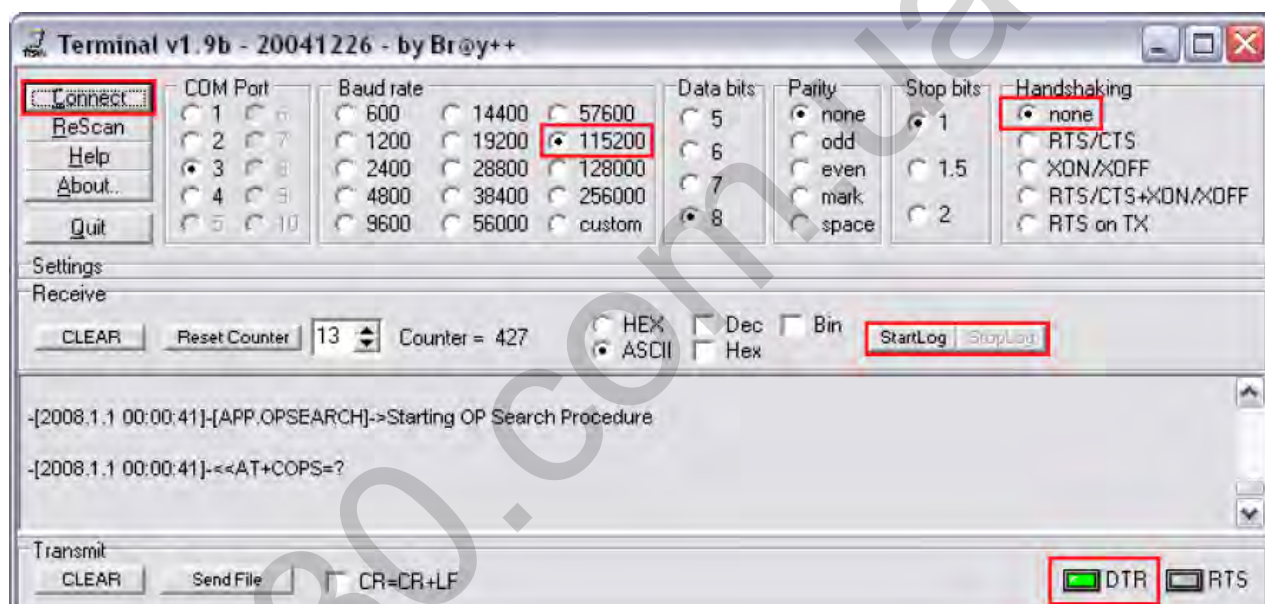 Terminal v1.9b - 20041226 - by Br@y++
Connect
ReScan
Help
About..
Quit
COM Port
1 6
2 7
3 8
4 9
5 10
Baud rate
600 14400 57600
1200 19200 115200
2400 28800 128000
4800 38400 256000
9600 56000 custom
Data bits
5
6
7
8
Parity
none
odd
even
mark
space
Stop bits
1
1.5
2
Handshaking
none
RTS/CTS
XON/XOFF
RTS/CTS+XON/XOFF
RTS on TX
Settings
Receive
CLEAR Reset Counter 13 Counter = 427
HEX Dec Bin
ASCII Hex
StartLog StopLog
-[2008.1.1 00:00:41]-[APP.OPSEARCH]->Starting OP Search Procedure
-[2008.1.1 00:00:41]-<<AT+COPS=?
Transmit
CLEAR Send File CR=CR+LF
DTR RTS
30.com.ua